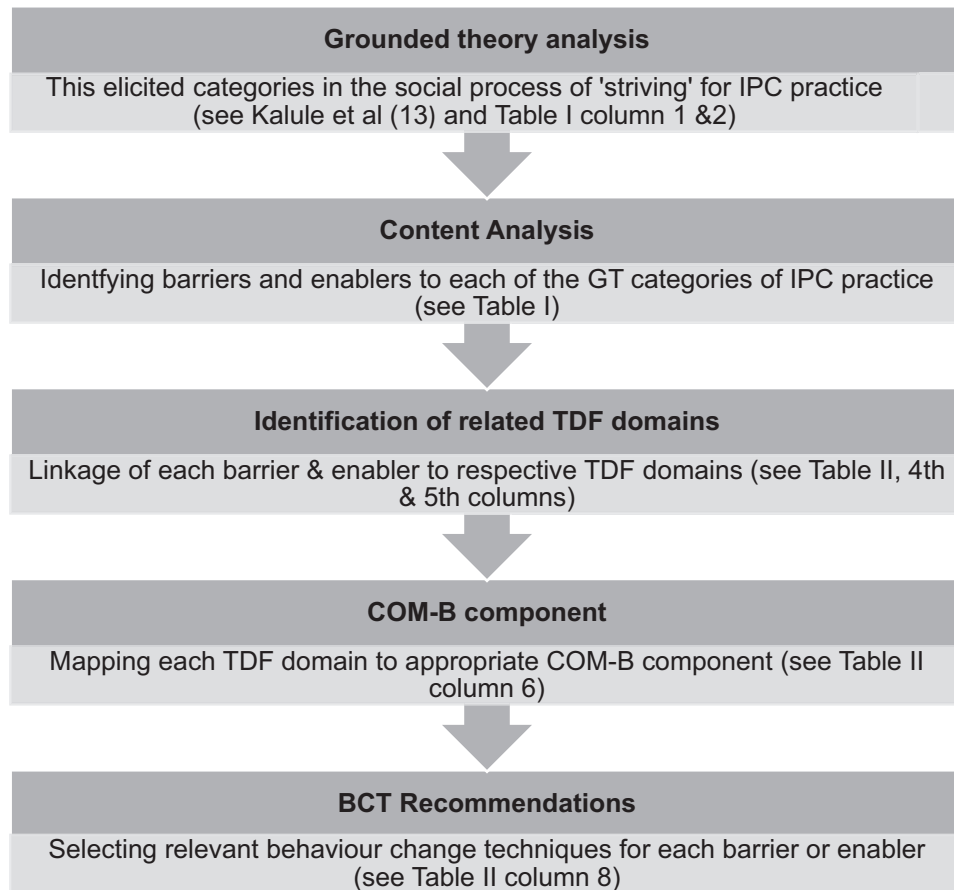 Grounded theory analysis
This elicited categories in the social process of 'striving' for IPC practice
(see Kalule et al (13) and Table I column 1 &2)
Content Analysis
Identfying barriers and enablers to each of the GT categories of IPC practice
(see Table I)
Identification of related TDF domains
Linkage of each barrier & enabler to respective TDF domains (see Table II, 4th
& 5th columns)
COM-B component
Mapping each TDF domain to appropriate COM-B component (see Table II
column 6)
BCT Recommendations
Selecting relevant behaviour change techniques for each barrier or enabler
(see Table II column 8)